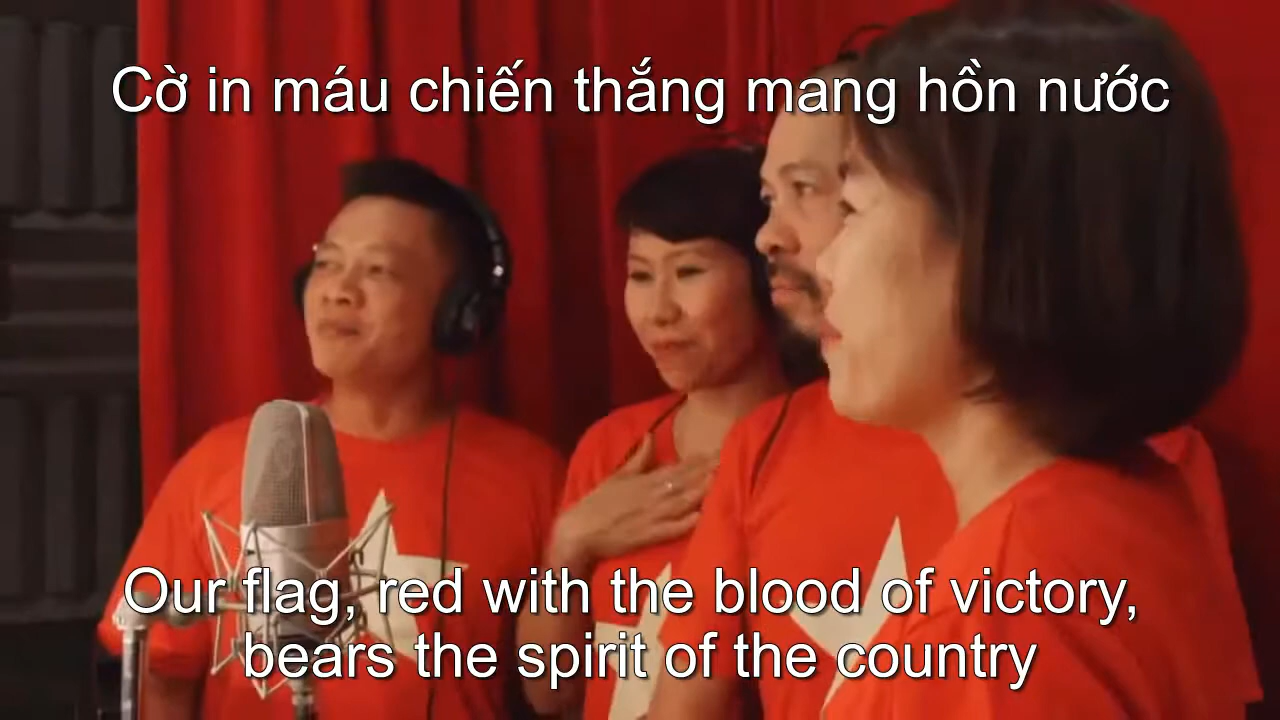 Cờ in máu chiến thắng mang hồn nước
Our flag, red with the blood of victory,
bears the spirit of the country